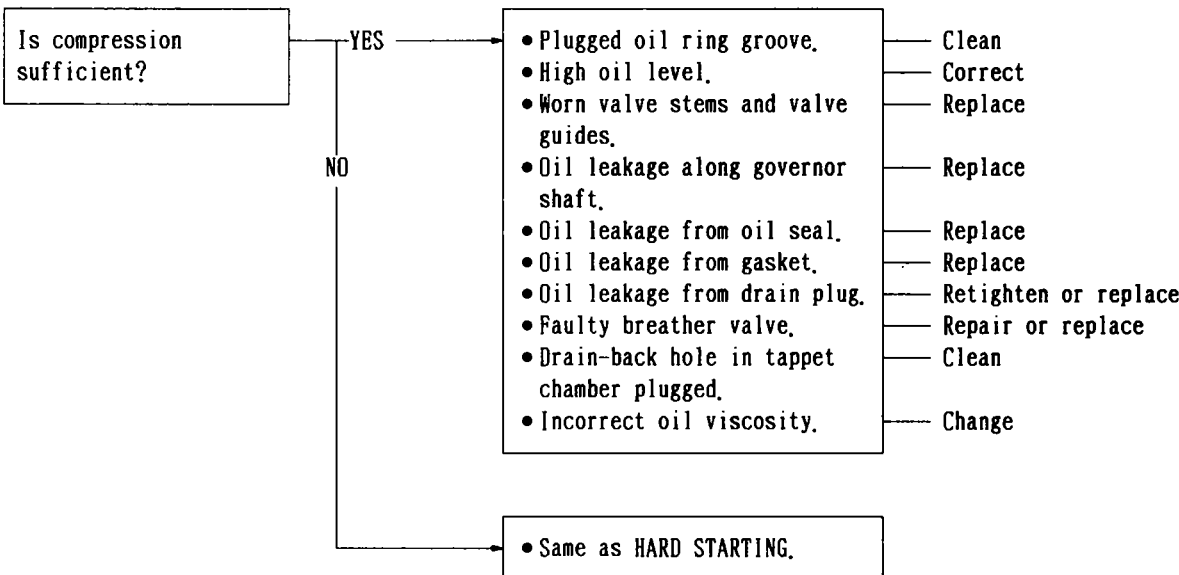 Is compression
sufficient?
YES
NO
• Plugged oil ring groove. Clean
• High oil level. Correct
• Worn valve stems and valve Replace
guides.
• Oil leakage along governor Replace
shaft.
• Oil leakage from oil seal. Replace
• Oil leakage from gasket. Replace
• Oil leakage from drain plug. Retighten or replace
• Faulty breather valve. Repair or replace
• Drain-back hole in tappet Clean
chamber plugged.
• Incorrect oil viscosity. Change
• Same as HARD STARTING.